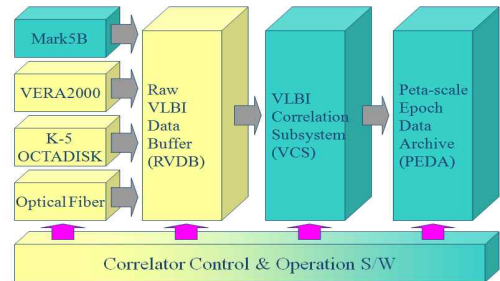 Mark5B
VERA2000
K-5
OCTADISK
Optical Fiber
Raw
VLBI
Data
Buffer
(RVDB)
VLBI
Correlation
Subsystem
(VCS)
Peta-scale
Epoch
Data
Archive
(PEDA)
Correlator Control & Operation S/W